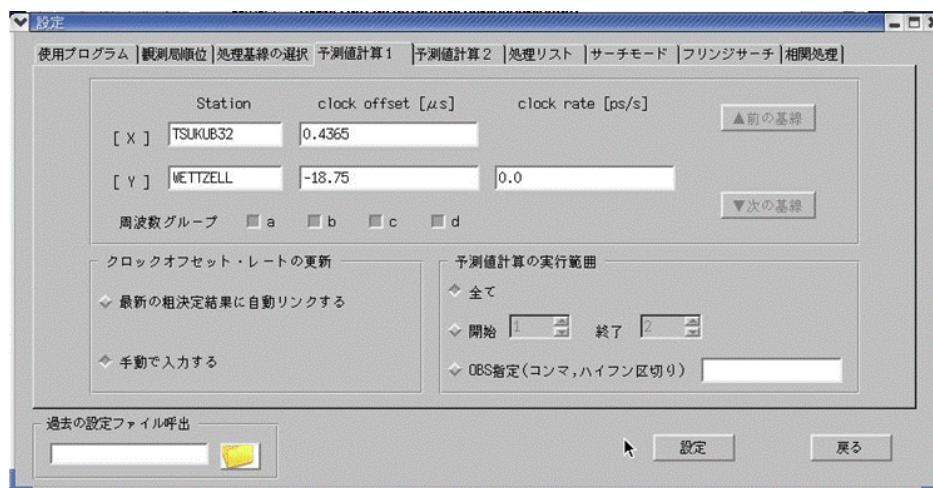 設定
使用プログラム 観測局順位 処理基線の選択 予測値計算1 予測値計算2 処理リスト サーチモード フリンジサーチ 相関処理
Station clock offset [μs] clock rate [ps/s]
[ X ] TSUKUB32 0.4365
▲前の基線
[ Y ] WETTZELL -18.75 0.0
▼次の基線
周波数グループ a b c d
クロックオフセット・レートの更新
最新の粗決定結果に自動リンクする
手動で入力する
予測値計算の実行範囲
全て
開始 1 終了 2
OBS指定(コンマ,ハイフン区切り)
過去の設定ファイル呼出
設定 戻る